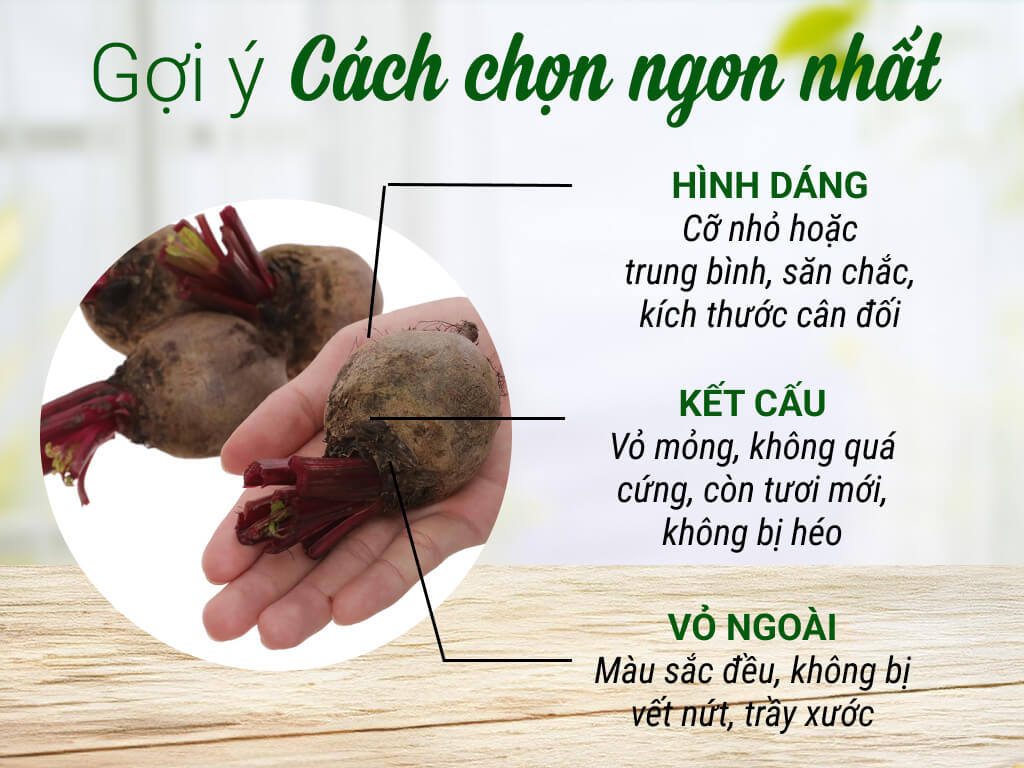 Gợi ý Cách chọn ngon nhất
HÌNH DÁNG
Cỡ nhỏ hoặc
trung bình, săn chắc,
kích thước cân đối
KẾT CẤU
Vỏ mỏng, không quá
cứng, còn tươi mới,
không bị héo
VỎ NGOÀI
Màu sắc đều, không bị
vết nứt, trầy xước